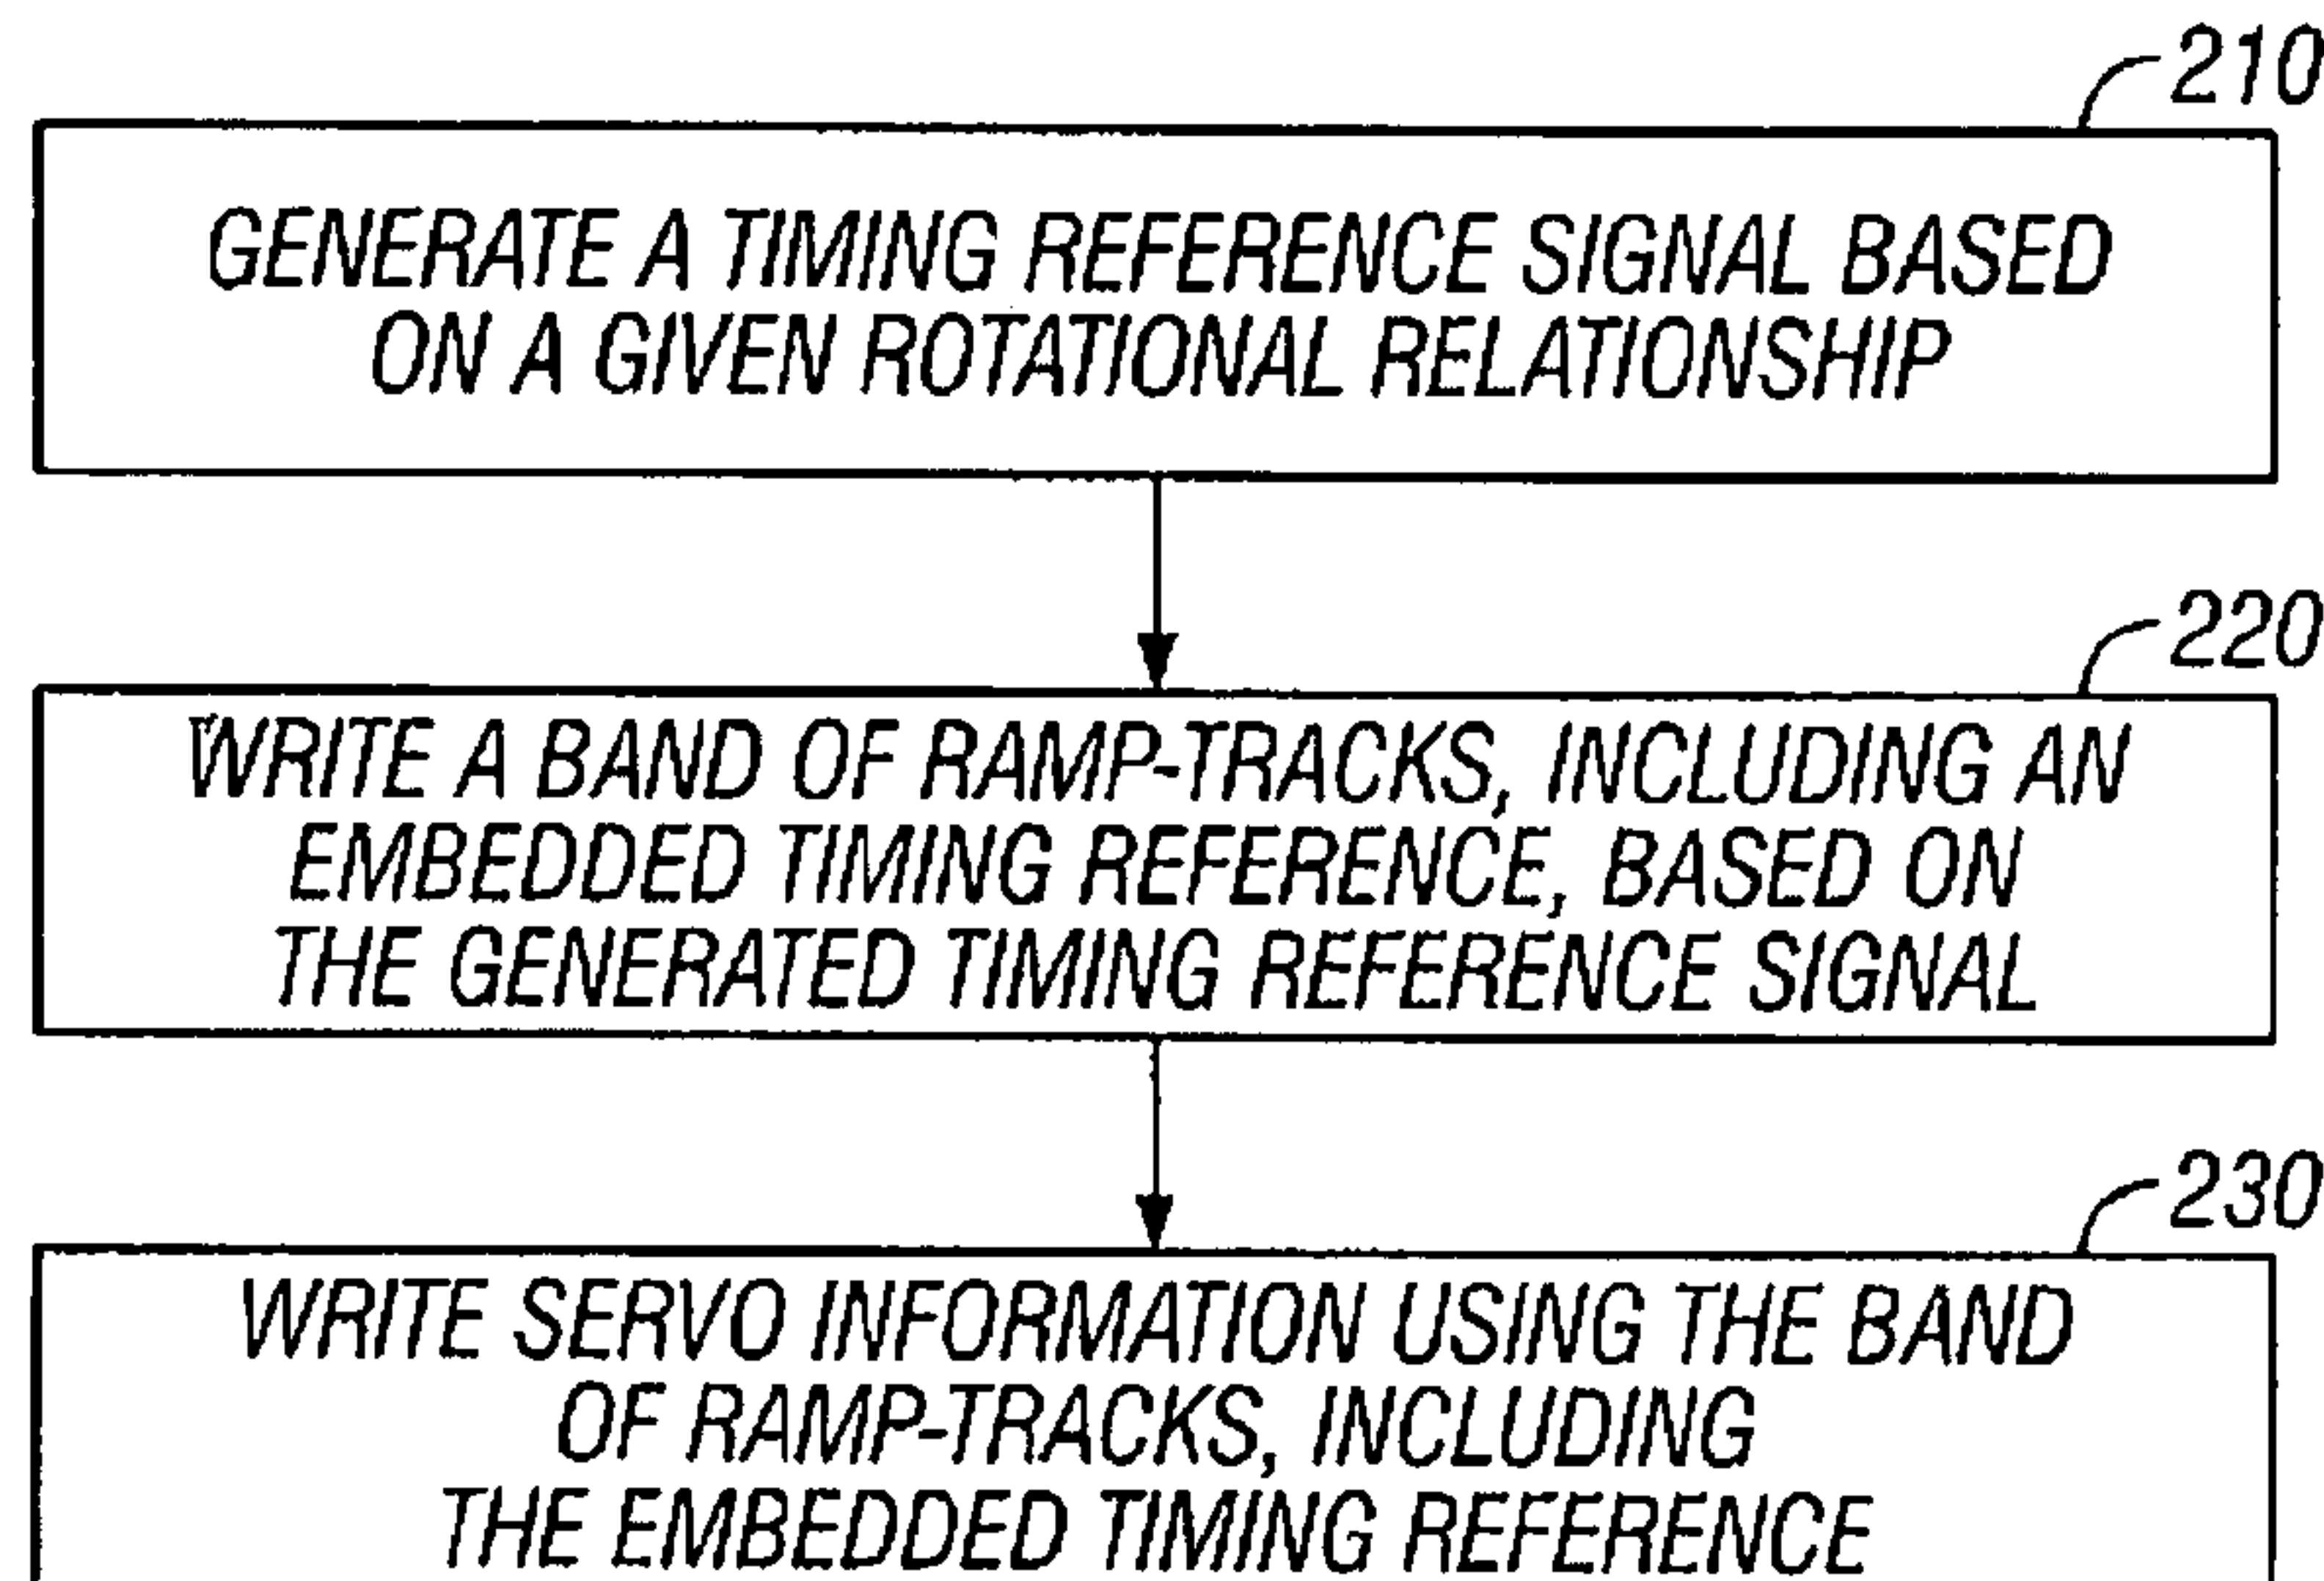 210
GENERATE A TIMING REFERENCE SIGNAL BASED
ON A GIVEN ROTATIONAL RELATIONSHIP
220
WRITE A BAND OF RAMP-TRACKS, INCLUDING AN
EMBEDDED TIMING REFERENCE, BASED ON
THE GENERATED TIMING REFERENCE SIGNAL
230
WRITE SERVO INFORMATION USING THE BAND
OF RAMP-TRACKS, INCLUDING
THE EMBEDDED TIMING REFERENCE